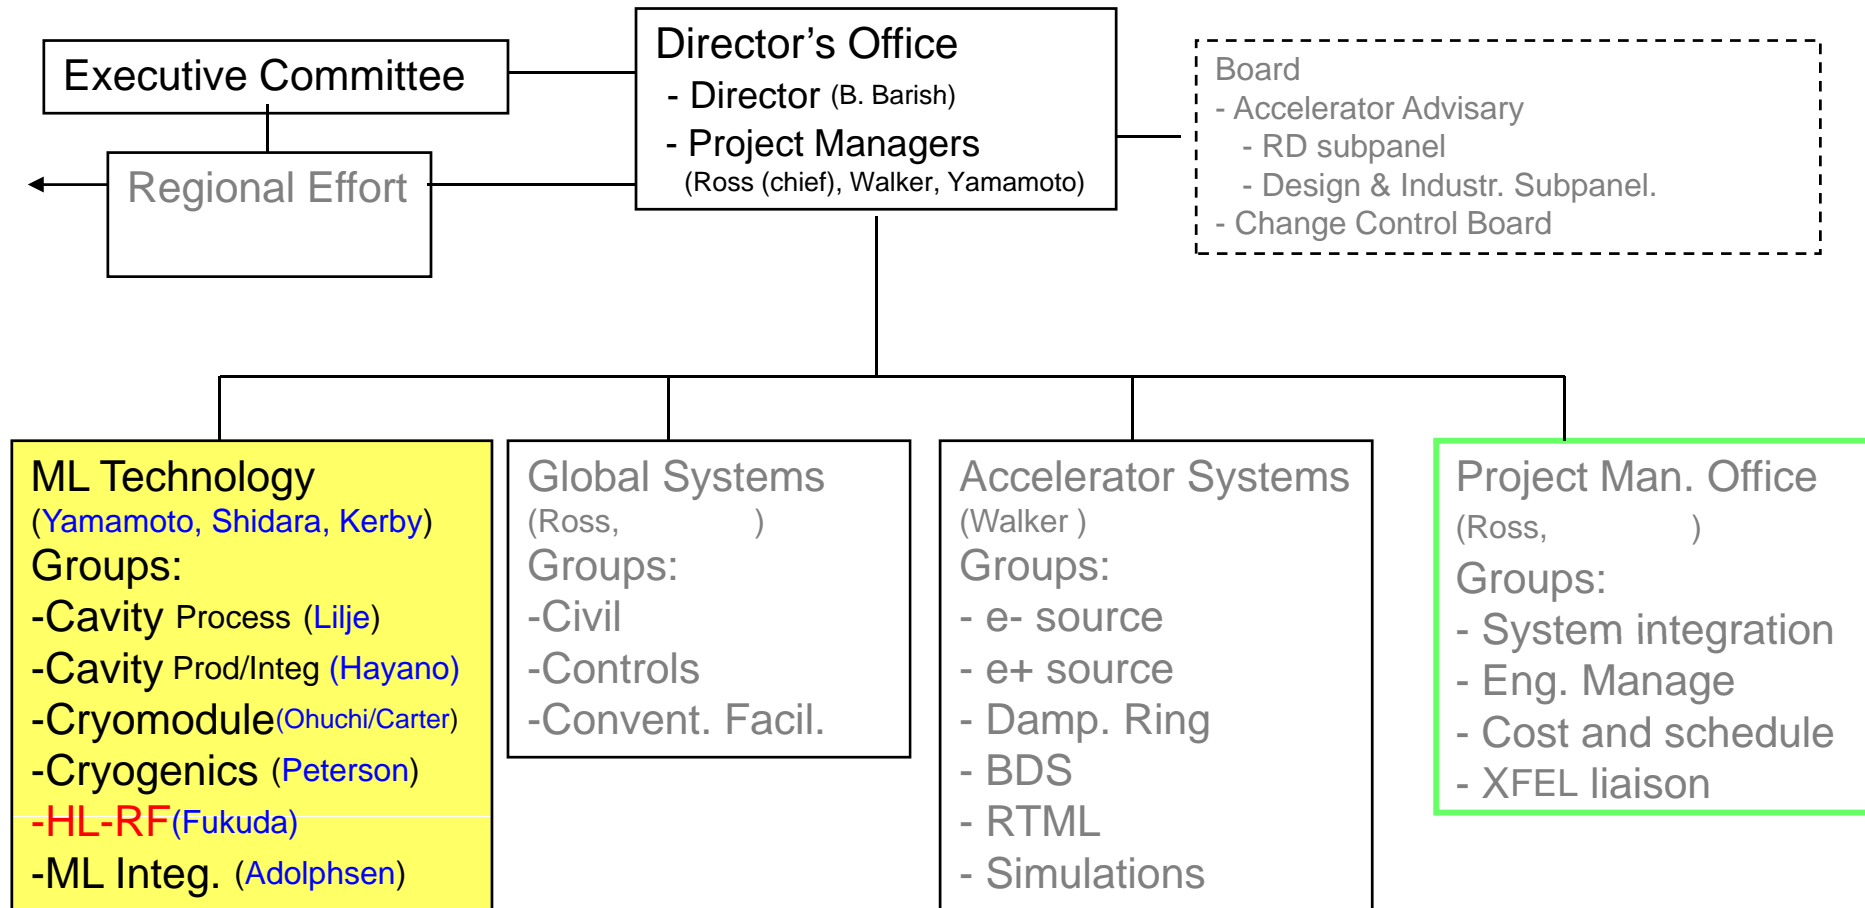 Executive Committee
Regional Effort
Director’s Office
- Director (B. Barish)
- Project Managers
(Ross (chief), Walker, Yamamoto)
Board
- Accelerator Advisary
- RD subpanel
- Design & Industr. Subpanel.
- Change Control Board
ML Technology
(Yamamoto, Shidara, Kerby)
Groups:
-Cavity Process (Lilje)
-Cavity Prod/Integ (Hayano)
-Cryomodule(Ohuchi/Carter)
-Cryogenics (Peterson)
-HL-RF(Fukuda)
-ML Integ. (Adolphsen)
Global Systems
(Ross, )
Groups:
-Civil
-Controls
-Convent. Facil.
Accelerator Systems
(Walker )
Groups:
- e- source
- e+ source
- Damp. Ring
- BDS
- RTML
- Simulations
Project Man. Office
(Ross, )
Groups:
- System integration
- Eng. Manage
- Cost and schedule
- XFEL liaison